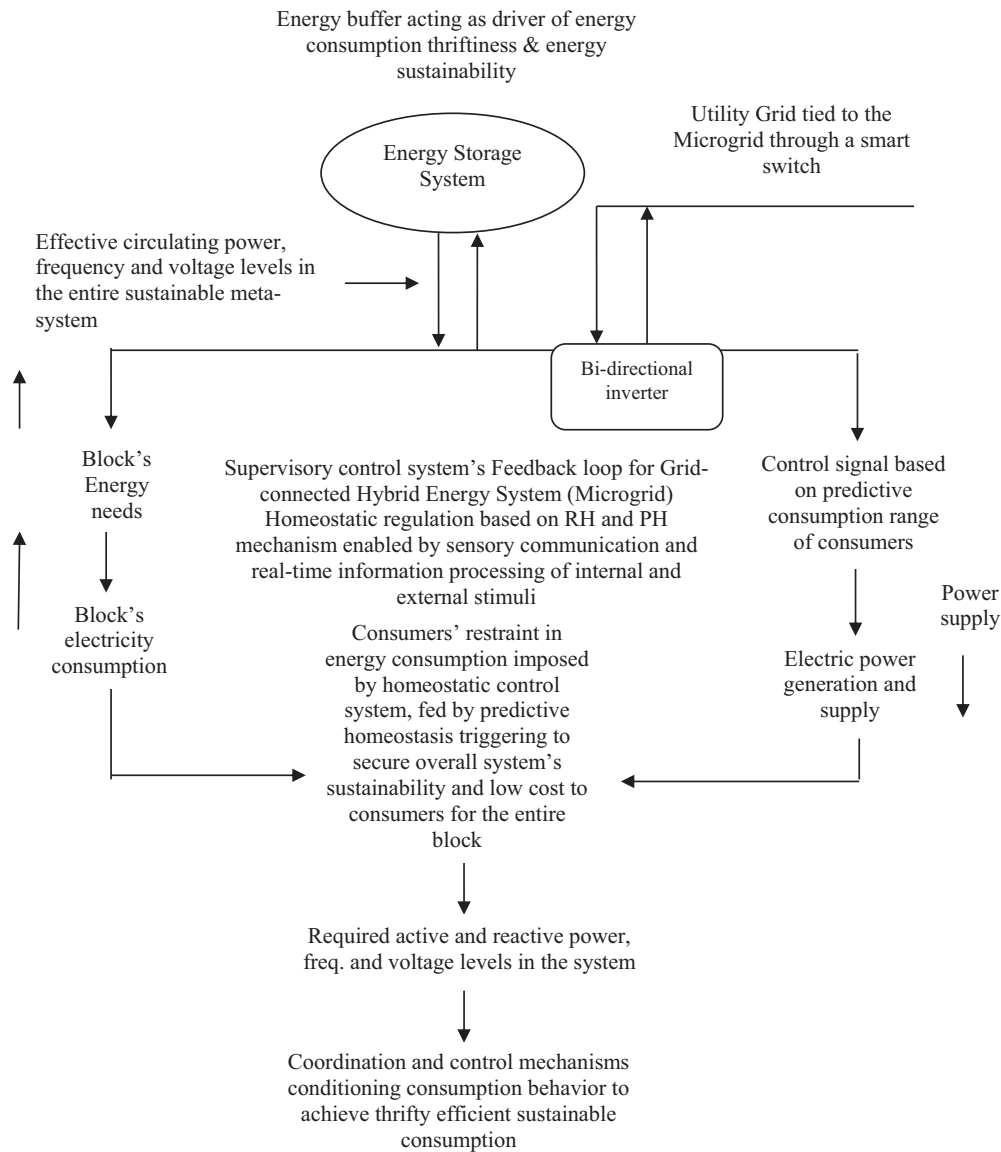 Energy buffer acting as driver of energy
consumption thriftiness & energy
sustainability
Utility Grid tied to the
Microgrid through a smart
switch
Energy Storage
System
Effective circulating power,
frequency and voltage levels in
the entire sustainable meta-
system
Bi-directional
inverter
Block's
Energy
needs
Supervisory control system's Feedback loop for Grid-
connected Hybrid Energy System (Microgrid)
Homeostatic regulation based on RH and PH
mechanism enabled by sensory communication and
real-time information processing of internal and
external stimuli
Control signal based
on predictive
consumption range
of consumers
Block's
electricity
consumption
Power
supply
Consumers' restraint in
energy consumption imposed
by homeostatic control
system, fed by predictive
homeostasis triggering to
secure overall system's
sustainability and low cost to
consumers for the entire
block
Electric power
generation and
supply
Required active and reactive power,
freq. and voltage levels in the system
Coordination and control mechanisms
conditioning consumption behavior to
achieve thrifty efficient sustainable
consumption